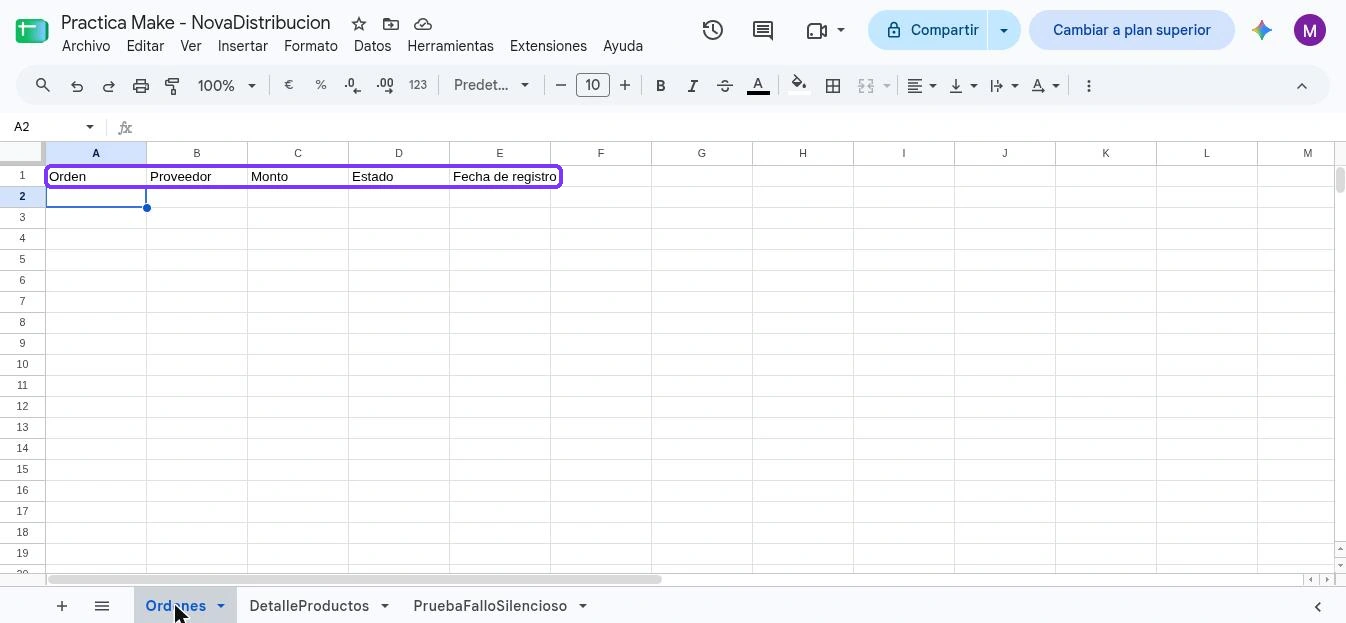 Practica Make - NovaDistribucion
Archivo Editar Ver Insertar Formato Datos Herramientas Extensiones Ayuda
Compartir
Cambiar a plan superior
M
100% € % .0 .00 123 Predet... 10 B I S A A
A2 fx
A B C D E F G H I J K L M
1 Orden Proveedor Monto Estado Fecha de registro
2
3
4
5
6
7
8
9
10
11
12
13
14
15
16
17
18
19
20
Ordenes DetalleProductos PruebaFalloSilencioso